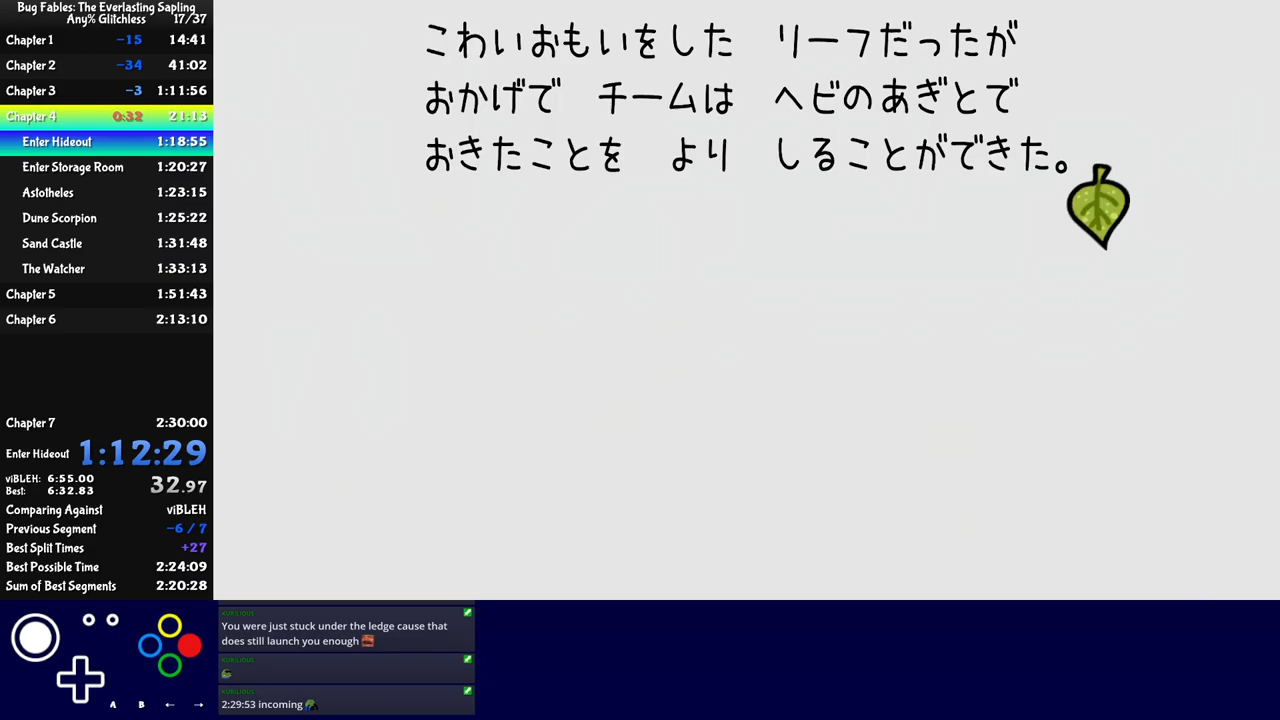 Bug Fables: The Everlasting Sapling
Any% Glitchless 17/37
Chapter 1 -15 14:41
Chapter 2 -34 41:02
Chapter 3 -3 1:11:56
Chapter 4 0:32 21:13
Enter Hideout 1:18:55
Enter Storage Room 1:20:27
Astotheles 1:23:15
Dune Scorpion 1:25:22
Sand Castle 1:31:48
The Watcher 1:33:13
Chapter 5 1:51:43
Chapter 6 2:13:10
Chapter 7 2:30:00
Enter Hideout 1:12:29
viBLEH: 6:55.00
Best: 6:32.83
32.97
Comparing Against viBLEH
Previous Segment -6 / 7
Best Split Times +27
Best Possible Time 2:24:09
Sum of Best Segments 2:20:28
こわいおもいをした リーフだったが
おかげで チームは ヘビのあぎとで
おきたことを より しることができた。
A B ← →
KURILIOUS
You were just stuck under the ledge cause that
does still launch you enough
KURILIOUS
KURILIOUS
2:29:53 incoming